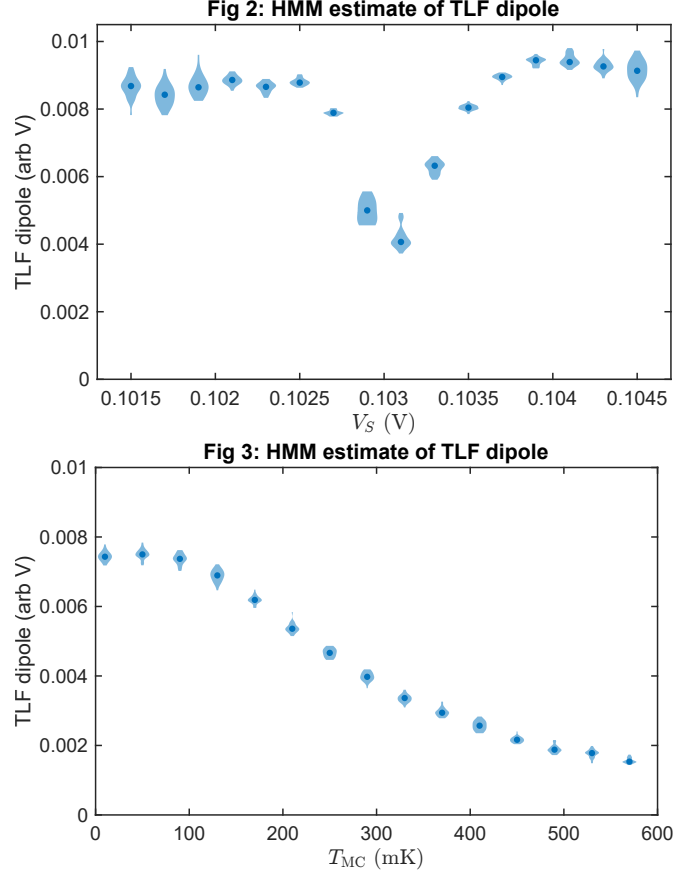 Fig 2: HMM estimate of TLF dipole
TLF dipole (arb V)
0.01
0.008
0.006
0.004
0.002
0
0.1015 0.102 0.1025 0.103 0.1035 0.104 0.1045
V_S (V)
Fig 3: HMM estimate of TLF dipole
TLF dipole (arb V)
0.01
0.008
0.006
0.004
0.002
0
0 100 200 300 400 500 600
T_MC (mK)